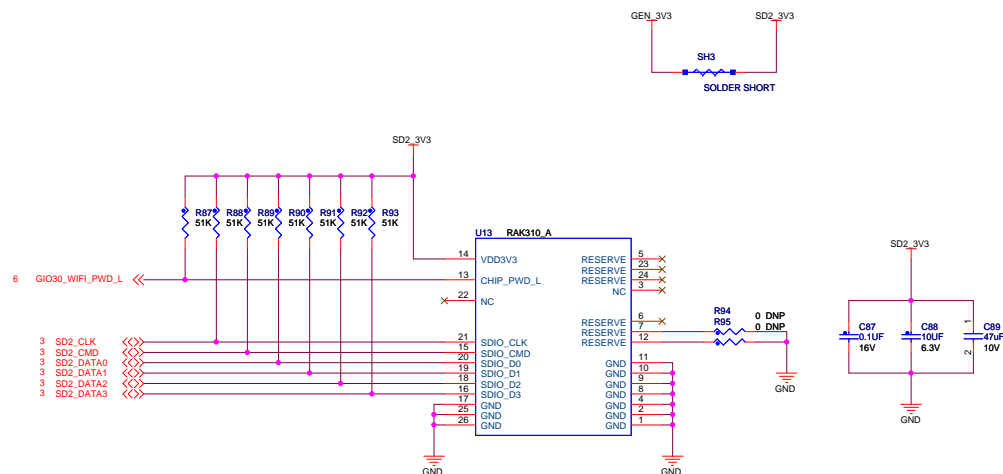 GEN_3V3 SD2_3V3
SH3
SOLDER SHORT
SD2_3V3
R87 R88 R89 R90 R91 R92 R93
51K 51K 51K 51K 51K 51K 51K
U13 RAK310_A
14 VDD3V3 RESERVE 5
RESERVE 23
6 GIO30_WIFI_PWD_L 13 CHIP_PWD_L RESERVE 24
NC 3
22 NC
RESERVE 6
RESERVE 7
3 SD2_CLK 21 SDIO_CLK RESERVE 12
R94 0 DNP
R95 0 DNP
GND
3 SD2_CMD 15 SDIO_CMD
3 SD2_DATA0 20 SDIO_D0 GND 11
3 SD2_DATA1 19 SDIO_D1 GND 10
3 SD2_DATA2 18 SDIO_D2 GND 9
3 SD2_DATA3 16 SDIO_D3 GND 8
17 GND GND 4
25 GND GND 2
26 GND GND 1
GND GND
SD2_3V3
C87 C88 1 C89
0.1UF 10UF 47uF
16V 6.3V 2 10V
GND